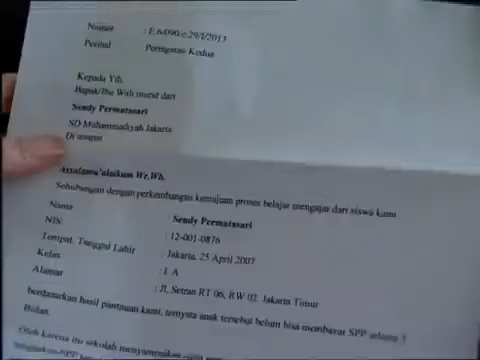 Nomer : E.6/090/e.29/I/2013
Perihal : Peringatan Kedua
Kepada Yth.
Bapak/Ibu Wali murid dari
Sendy Permatasari
SD Muhammadiyah Jakarta
Di tempat
Assalamu'alaikum Wr.Wb.
Sehubungan dengan perkembangan kemajuan proses belajar mengajar dari siswa kami
Nama : Sendy Permatasari
NIS : 12-001-0876
Tempat, Tanggal Lahir : Jakarta, 25 April 2007
Kelas : I. A
Alamat : Jl. Setran RT 06, RW 02 Jakarta Timur
berdasarkan hasil pantauan kami, ternyata anak tersebut belum bisa membayar SPP selama 3
Bulan.
Oleh karena itu sekolah menyampaikan agar
SPP